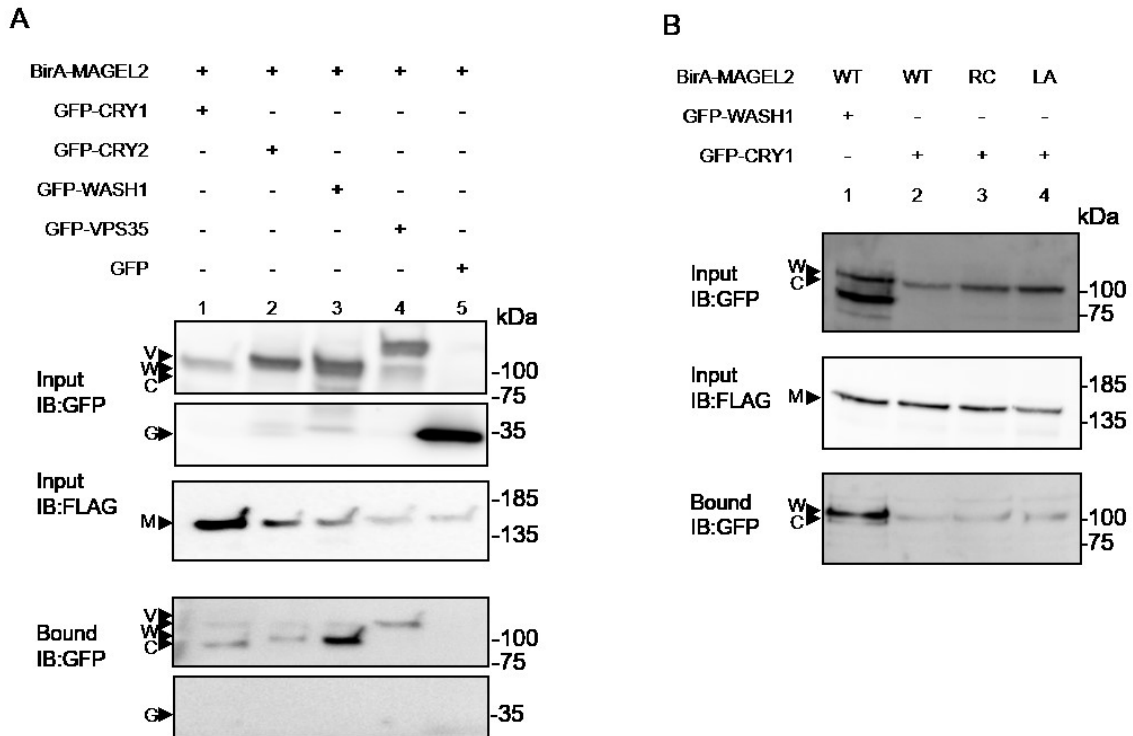 A
BirA-MAGEL2 + + + + +
GFP-CRY1 + - - - -
GFP-CRY2 - + - - -
GFP-WASH1 - - + - -
GFP-VPS35 - - - + -
GFP - - - - +
1 2 3 4 5 kDa
Input
IB:GFP
V
W
C
-100
-75
G
-35
Input
IB:FLAG
M
-185
-135
Bound
IB:GFP
V
W
C
-100
-75
G
-35
B
BirA-MAGEL2 WT WT RC LA
GFP-WASH1 + - - -
GFP-CRY1 - + + +
1 2 3 4
kDa
Input
IB:GFP
W
C
-100
-75
Input
IB:FLAG
M
-185
-135
Bound
IB:GFP
W
C
-100
-75